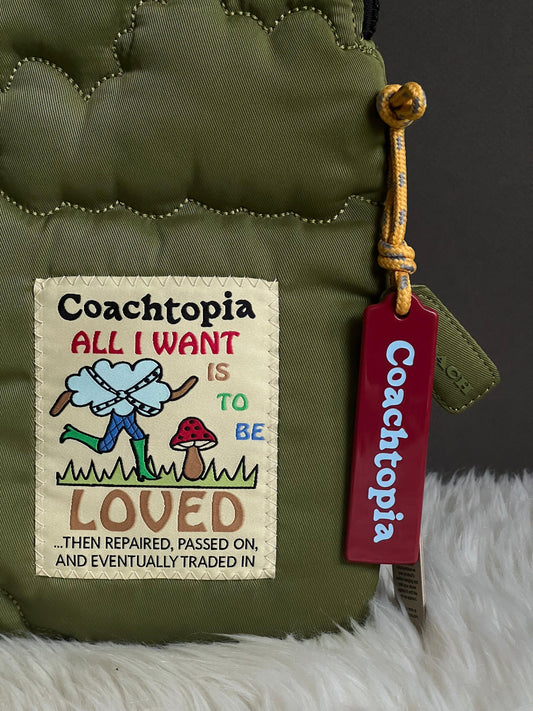 Coachtopia
ALL I WANT
IS
TO
BE
LOVED
...THEN REPAIRED, PASSED ON,
AND EVENTUALLY TRADED IN
Coachtopia